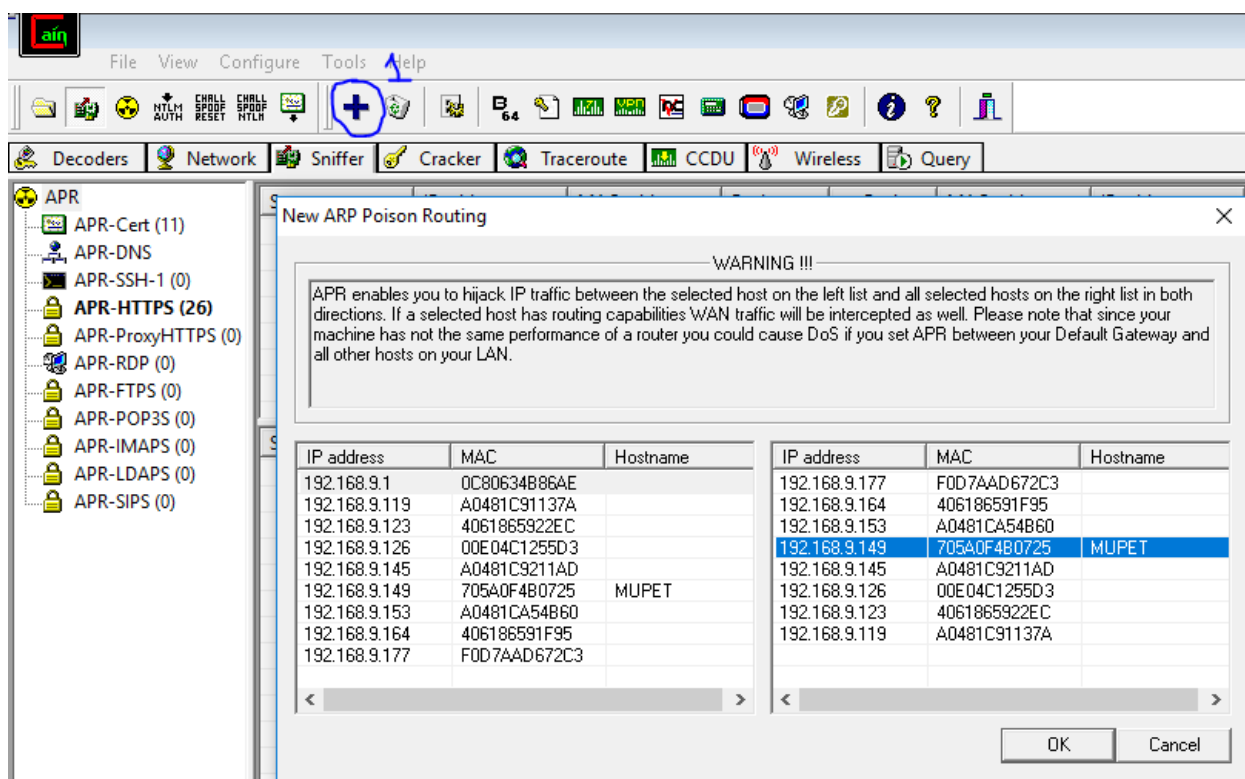 aín
File View Configure Tools Help
1
NTLM AUTH CHALL SPOOF RESET CHALL SPOOF NTLM B64
Decoders Network Sniffer Cracker Traceroute CCDU Wireless Query
APR
APR-Cert (11)
APR-DNS
APR-SSH-1 (0)
APR-HTTPS (26)
APR-ProxyHTTPS (0)
APR-RDP (0)
APR-FTPS (0)
APR-POP3S (0)
APR-IMAPS (0)
APR-LDAPS (0)
APR-SIPS (0)
New ARP Poison Routing
WARNING !!!
APR enables you to hijack IP traffic between the selected host on the left list and all selected hosts on the right list in both
directions. If a selected host has routing capabilities WAN traffic will be intercepted as well. Please note that since your
machine has not the same performance of a router you could cause DoS if you set APR between your Default Gateway and
all other hosts on your LAN.
IP address MAC Hostname
192.168.9.1 0C80634B86AE
192.168.9.119 A0481C91137A
192.168.9.123 4061865922EC
192.168.9.126 00E04C1255D3
192.168.9.145 A0481C9211AD
192.168.9.149 705A0F4B0725 MUPET
192.168.9.153 A0481CA54B60
192.168.9.164 406186591F95
192.168.9.177 F0D7AAD672C3
IP address MAC Hostname
192.168.9.177 F0D7AAD672C3
192.168.9.164 406186591F95
192.168.9.153 A0481CA54B60
192.168.9.149 705A0F4B0725 MUPET
192.168.9.145 A0481C9211AD
192.168.9.126 00E04C1255D3
192.168.9.123 4061865922EC
192.168.9.119 A0481C91137A
OK Cancel